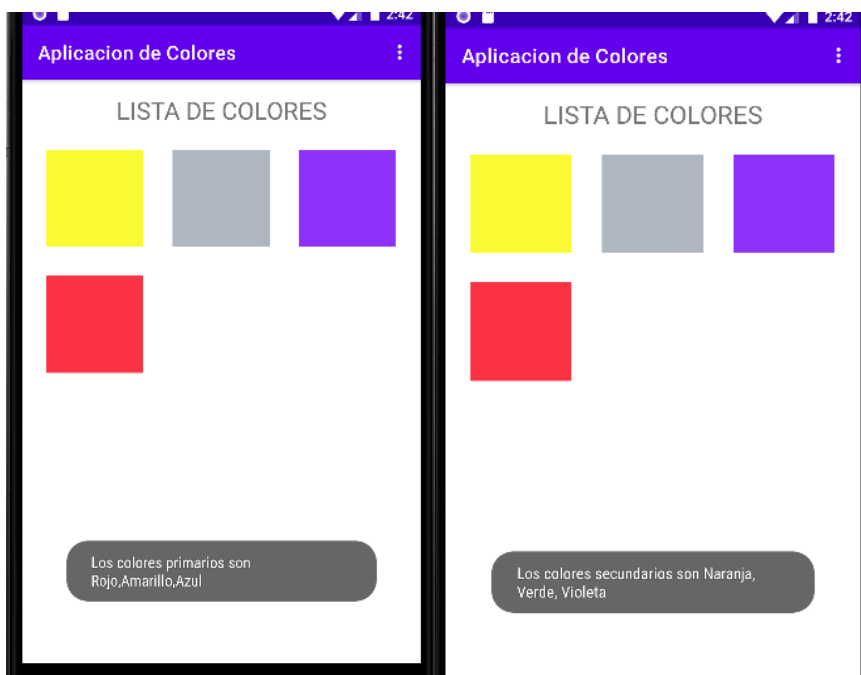 2:42
Aplicacion de Colores
LISTA DE COLORES
Los colores primarios son
Rojo,Amarillo,Azul
2:42
Aplicacion de Colores
LISTA DE COLORES
Los colores secundarios son Naranja,
Verde, Violeta